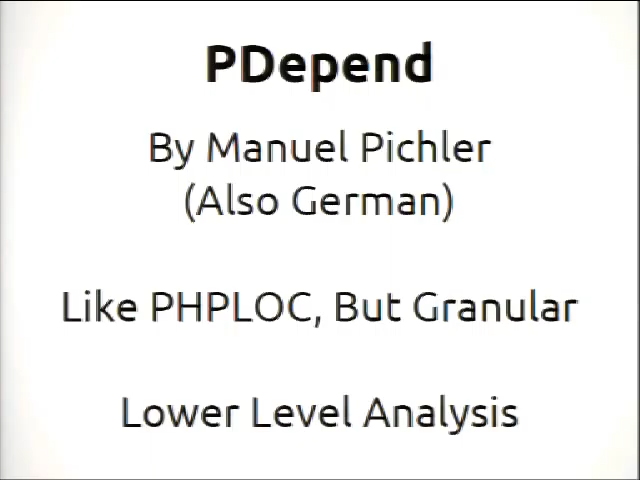 PDepend
By Manuel Pichler
(Also German)
Like PHPLOC, But Granular
Lower Level Analysis